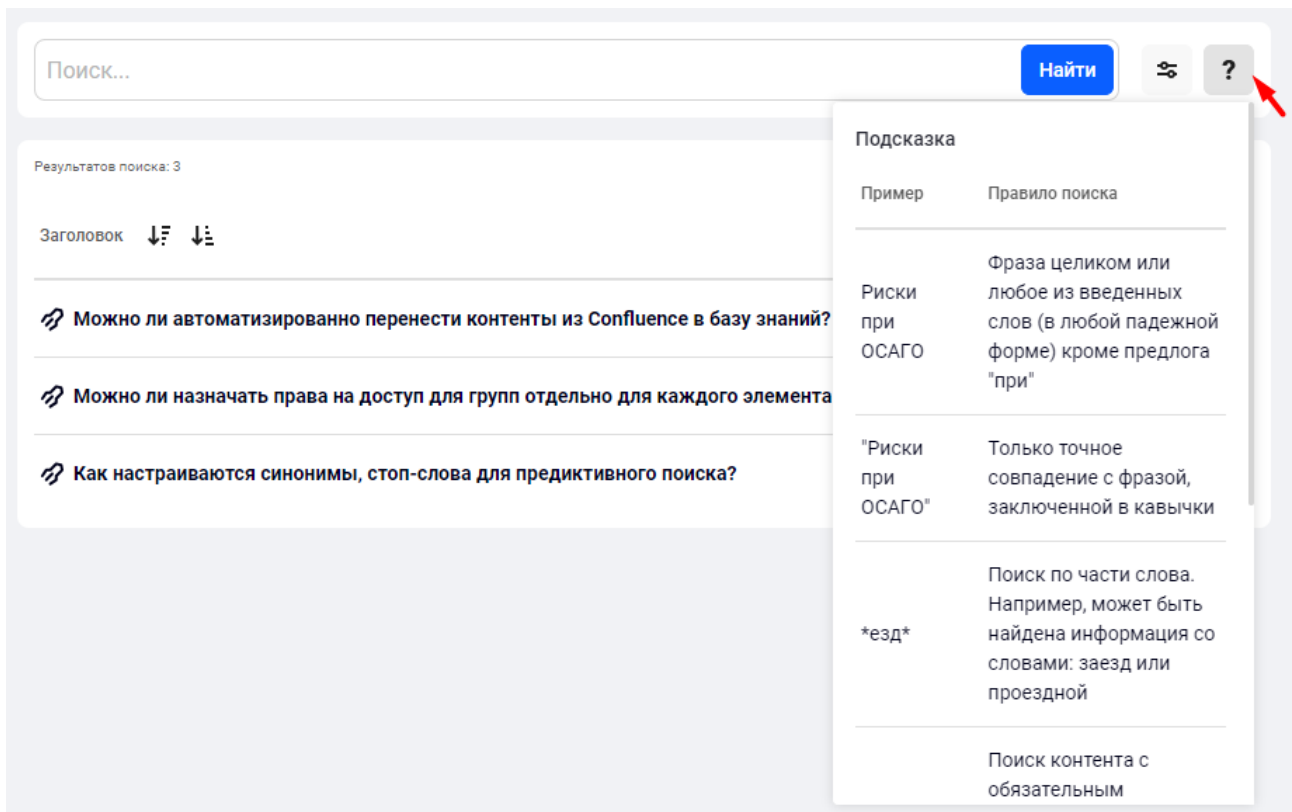 Поиск...
Найти
?
Результатов поиска: 3
Заголовок
Можно ли автоматизированно перенести контенты из Confluence в базу знаний?
Можно ли назначать права на доступ для групп отдельно для каждого элемента
Как настраиваются синонимы, стоп-слова для предиктивного поиска?
Подсказка
Пример
Правило поиска
Риски
при
ОСАГО
Фраза целиком или
любое из введенных
слов (в любой падежной
форме) кроме предлога
"при"
"Риски
при
ОСАГО"
Только точное
совпадение с фразой,
заключенной в кавычки
*езд*
Поиск по части слова.
Например, может быть
найдена информация со
словами: заезд или
проездной
Поиск контента с
обязательным